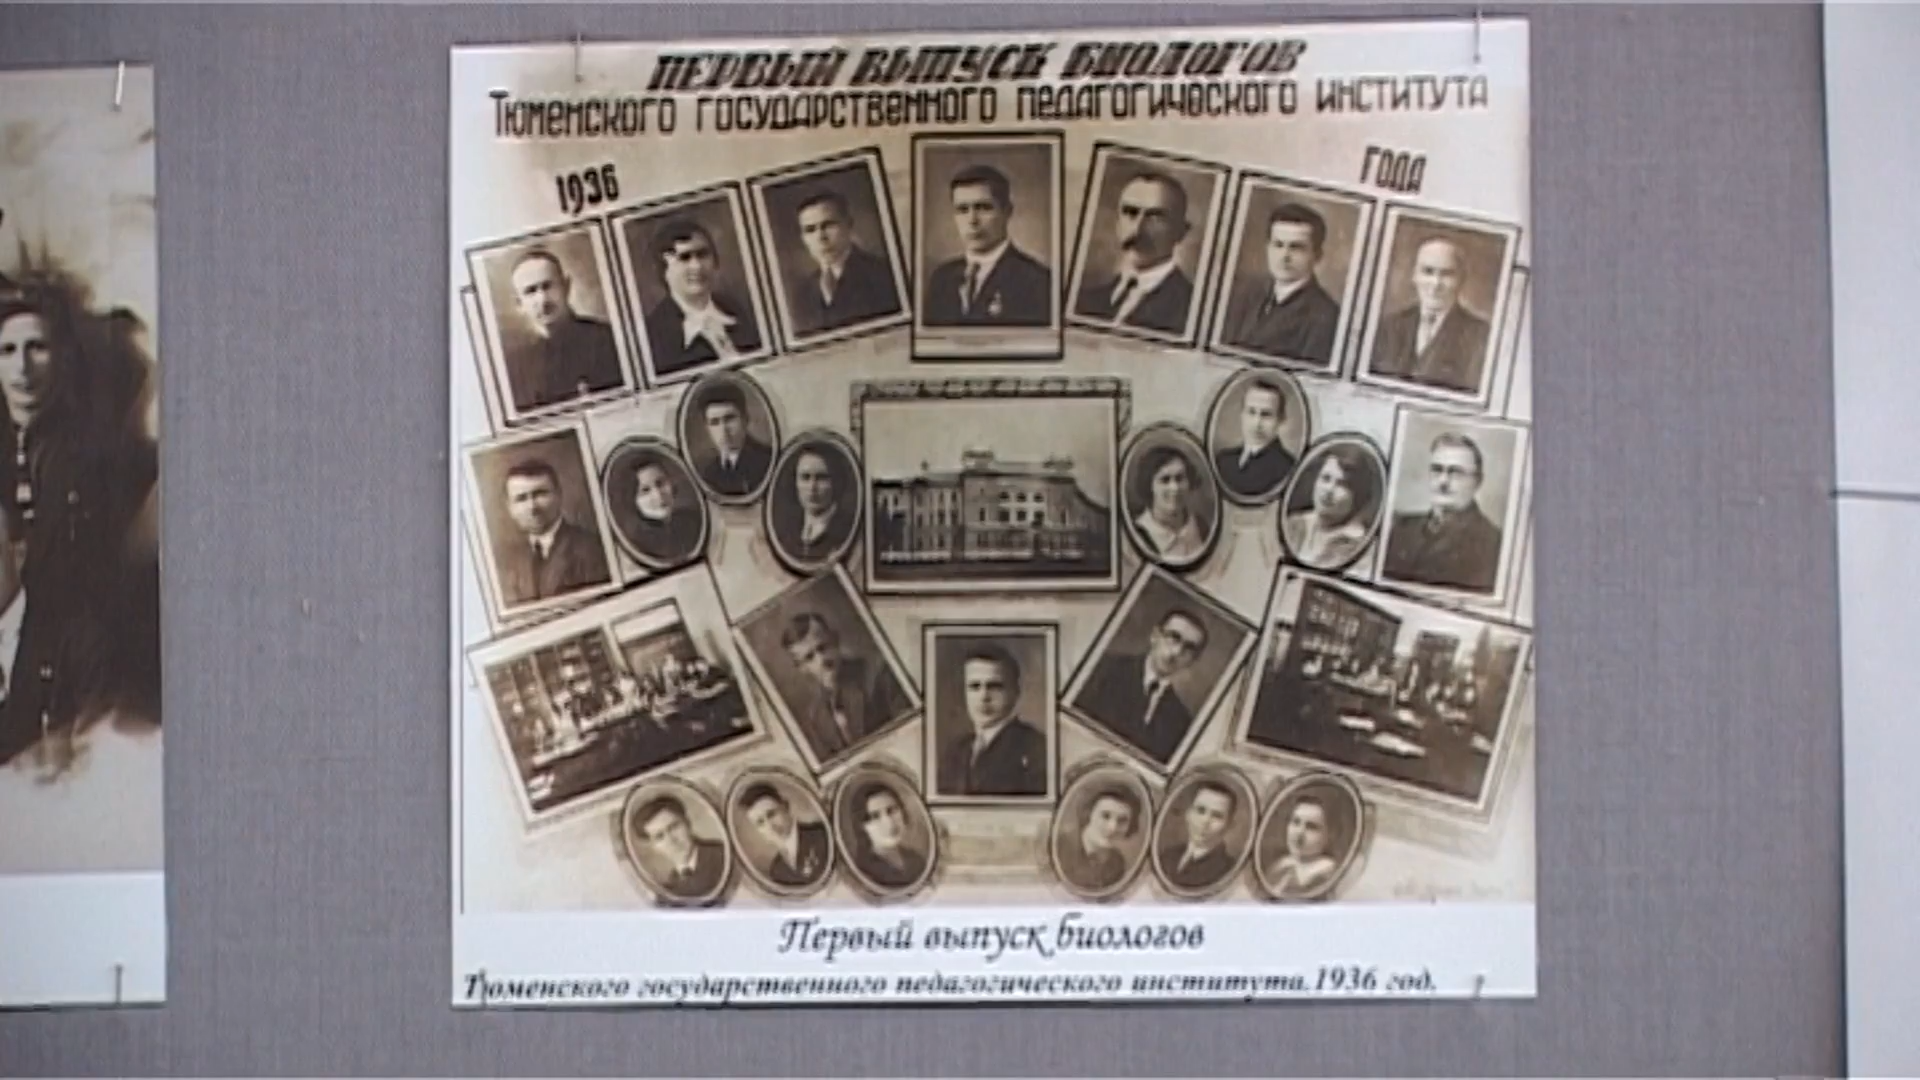 ПЕРВЫЙ ВЫПУСК БИОЛОГОВ
Тюменского государственного педагогического института
1936 года
Первый выпуск биологов
Тюменского государственного педагогического института. 1936 год.